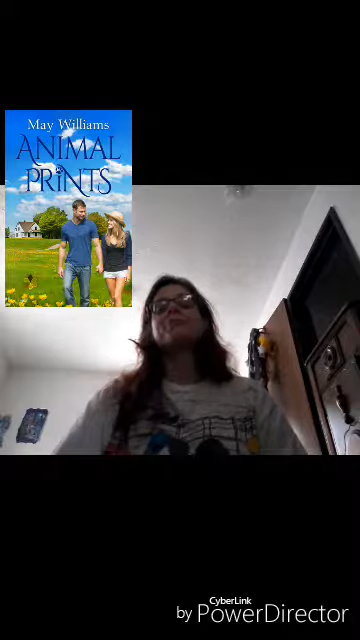 May Williams
ANIMAL
PRINTS
CyberLink
by PowerDirector